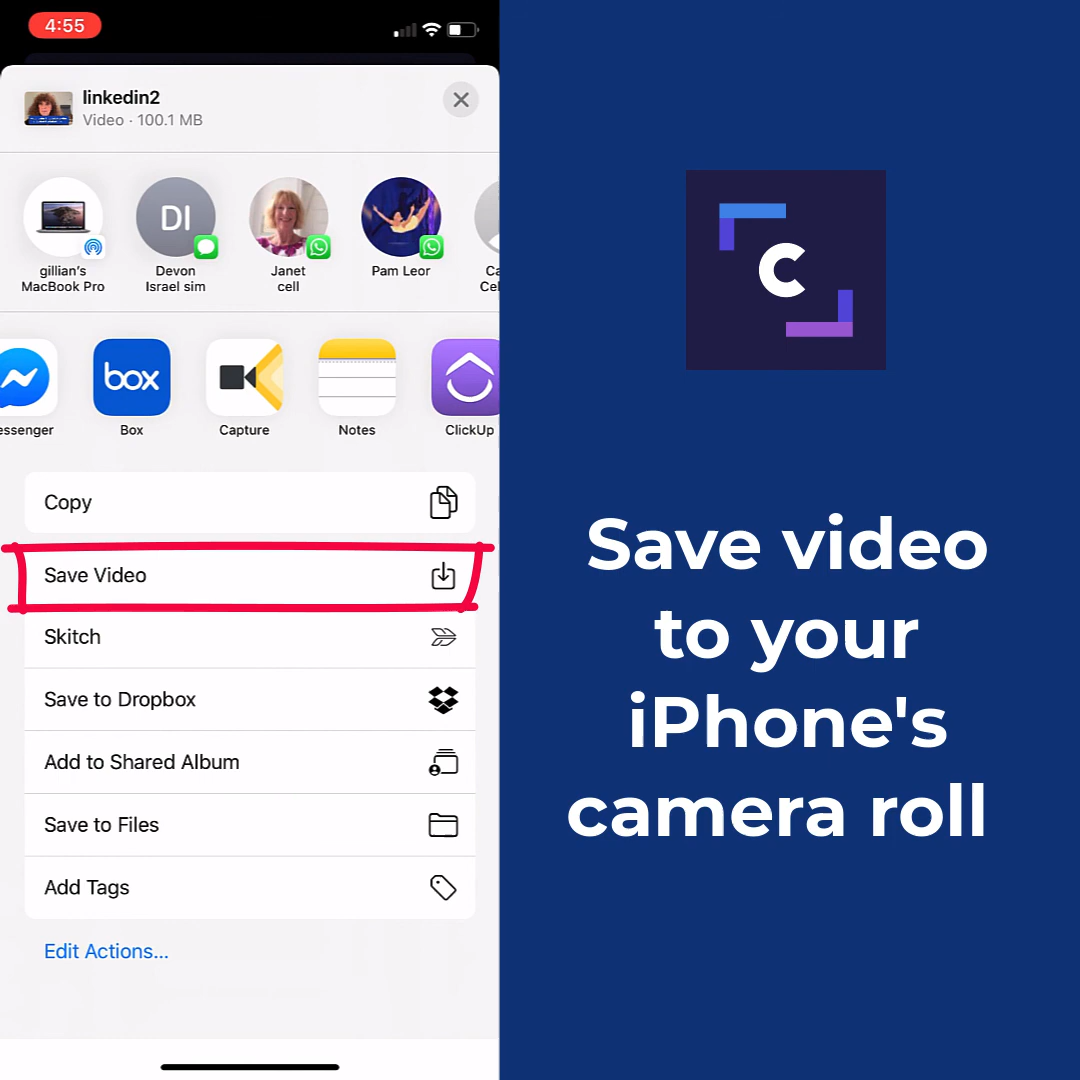 4:55
linkedin2
Video · 100.1 MB
DI
gillian's
MacBook Pro
Devon
Israel sim
Janet
cell
Pam Leor
Ca
Cel
essenger
box
Box
Capture
Notes
ClickUp
Copy
Save Video
Skitch
Save to Dropbox
Add to Shared Album
Save to Files
Add Tags
Edit Actions...
C
Save video
to your
iPhone's
camera roll